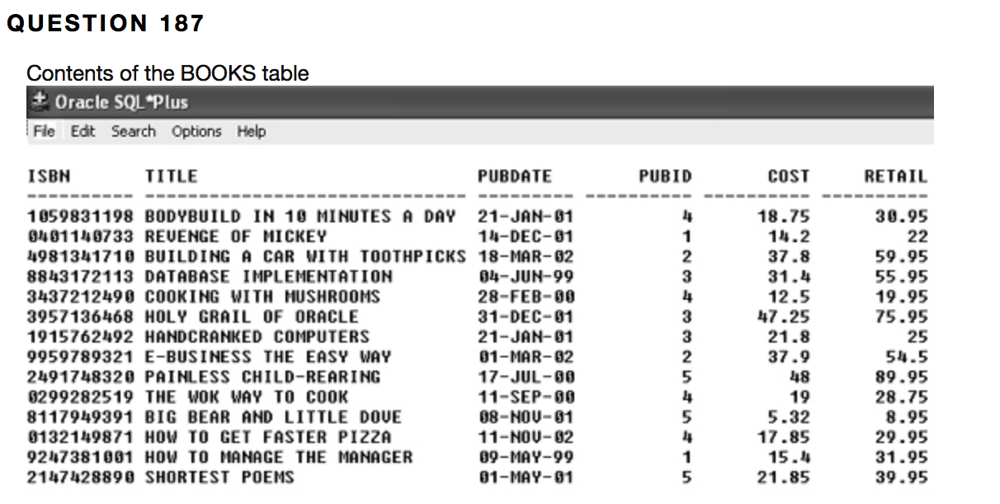 QUESTION 187
Contents of the BOOKS table
Oracle SQL*Plus
File Edit Search Options Help
ISBN TITLE PUBDATE PUBID COST RETAIL
---------- ------------------------------ --------- ---------- ---------- ----------
1059831198 BODYBUILD IN 10 MINUTES A DAY 21-JAN-01 4 18.75 30.95
0401140733 REVENGE OF MICKEY 14-DEC-01 1 14.2 22
4981341710 BUILDING A CAR WITH TOOTHPICKS 18-MAR-02 2 37.8 59.95
8843172113 DATABASE IMPLEMENTATION 04-JUN-99 3 31.4 55.95
3437212490 COOKING WITH MUSHROOMS 28-FEB-00 4 12.5 19.95
3957136468 HOLY GRAIL OF ORACLE 31-DEC-01 3 47.25 75.95
1915762492 HANDCRANKED COMPUTERS 21-JAN-01 3 21.8 25
9959789321 E-BUSINESS THE EASY WAY 01-MAR-02 2 37.9 54.5
2491748320 PAINLESS CHILD-REARING 17-JUL-00 5 48 89.95
0299282519 THE WOK WAY TO COOK 11-SEP-00 4 19 28.75
8117949391 BIG BEAR AND LITTLE DOVE 08-NOV-01 5 5.32 8.95
0132149871 HOW TO GET FASTER PIZZA 11-NOV-02 4 17.85 29.95
9247381001 HOW TO MANAGE THE MANAGER 09-MAY-99 1 15.4 31.95
2147428890 SHORTEST POEMS 01-MAY-01 5 21.85 39.95